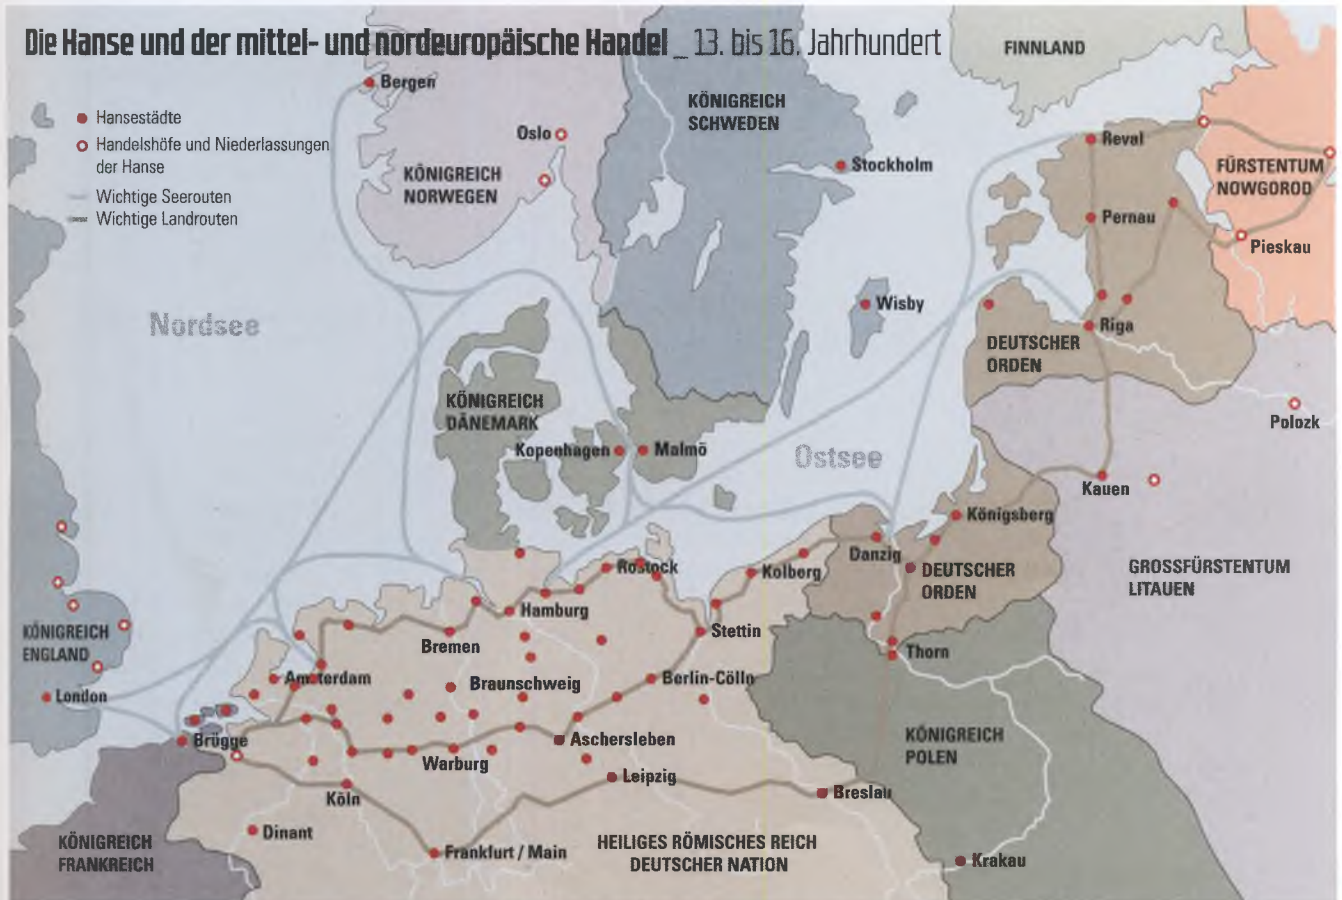 Die Hanse und der mittel- und nordeuropäische Handel _ 13. bis 16. Jahrhundert
Hansestädte
Handelshöfe und Niederlassungen
der Hanse
Wichtige Seerouten
Wichtige Landrouten
Bergen
Oslo
KÖNIGREICH
NORWEGEN
KÖNIGREICH
SCHWEDEN
Stockholm
FINNLAND
Reval
FÜRSTENTUM
NOWGOROD
Pernau
Pieskau
Nordsee
Wisby
Riga
DEUTSCHER
ORDEN
KÖNIGREICH
DÄNEMARK
Kopenhagen
Malmö
Ostsee
Polozk
Kauen
Königsberg
Danzig
DEUTSCHER
ORDEN
GROSSFÜRSTENTUM
LITAUEN
Rostock
Kolberg
Hamburg
Stettin
Bremen
KÖNIGREICH
ENGLAND
London
Amsterdam
Braunschweig
Berlin-Cölln
Thorn
Brügge
Aschersleben
Warburg
Leipzig
KÖNIGREICH
POLEN
Köln
Breslau
Dinant
Frankfurt / Main
KÖNIGREICH
FRANKREICH
HEILIGES RÖMISCHES REICH
DEUTSCHER NATION
Krakau